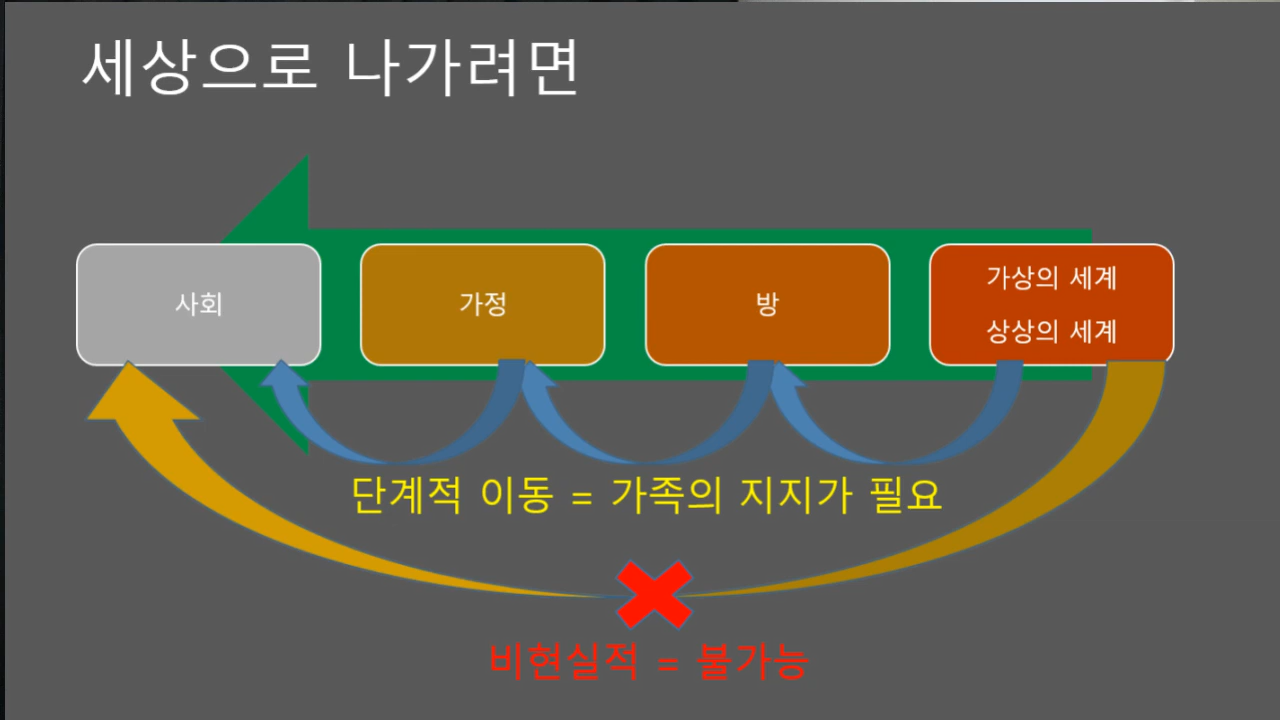 세상으로 나가려면
사회
가정
방
가상의 세계
상상의 세계
단계적 이동 = 가족의 지지가 필요
비현실적 = 불가능